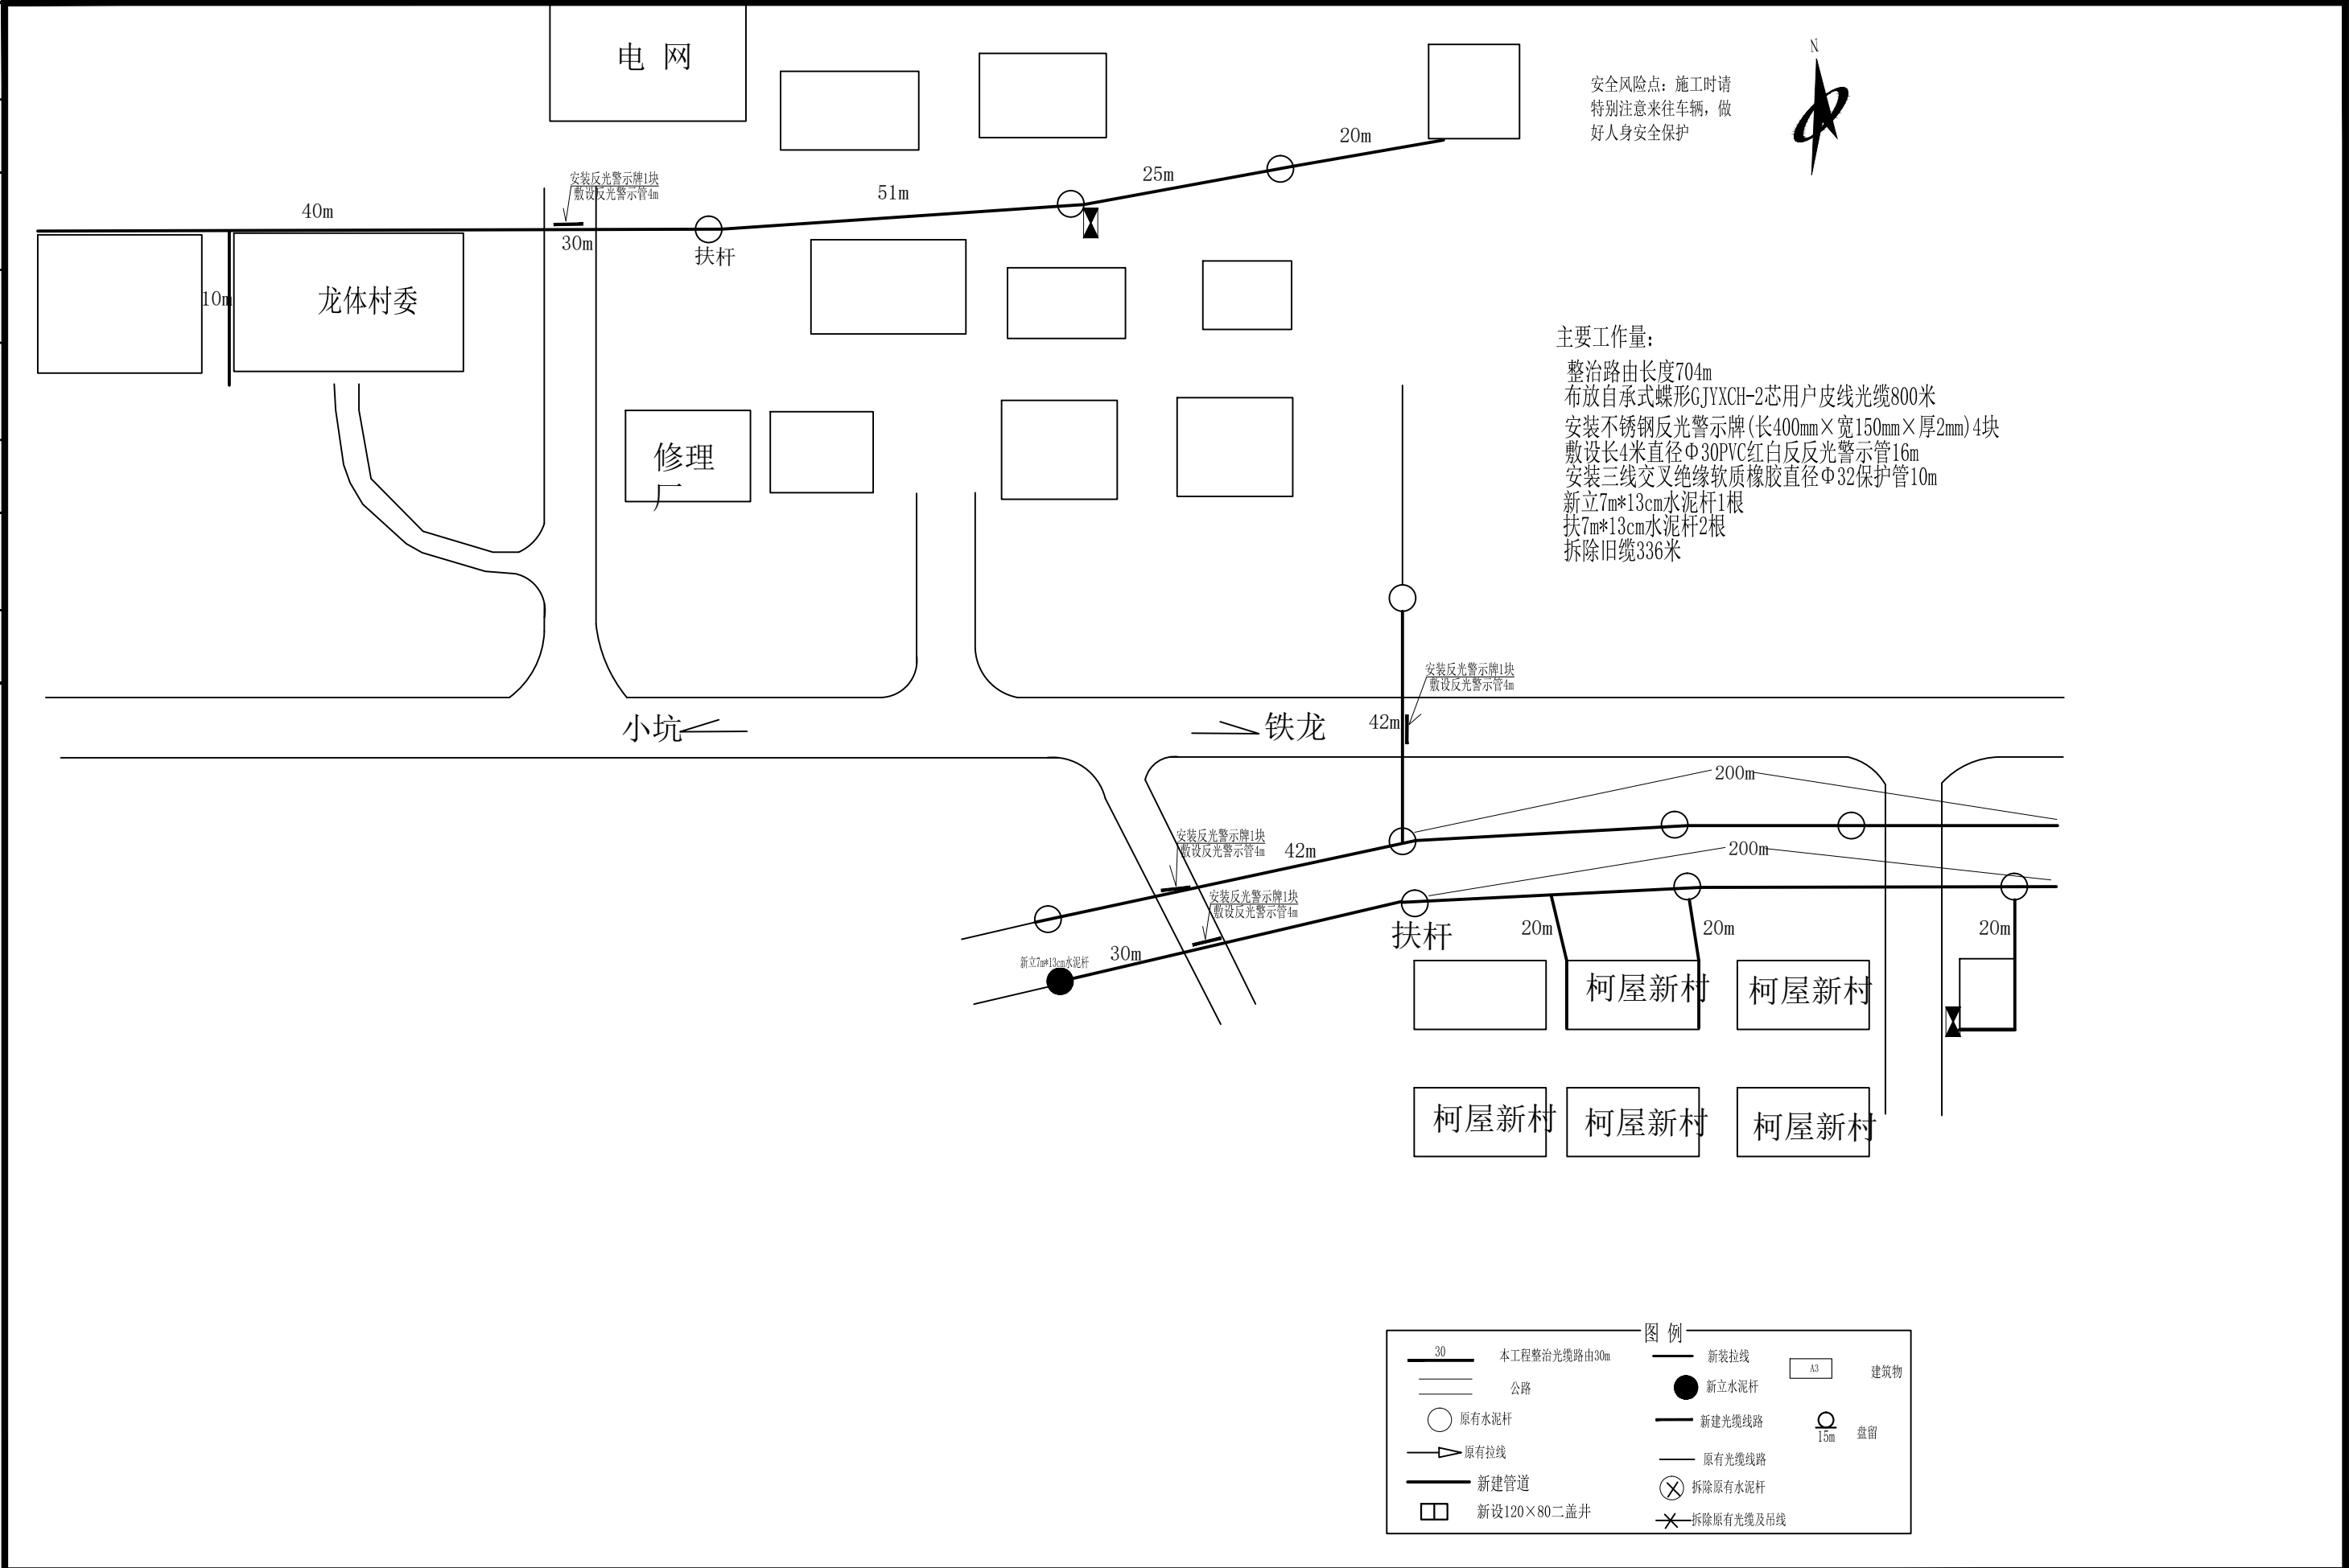 电 网
N
安全风险点：施工时请
特别注意来往车辆，做
好人身安全保护
20m
25m
51m
安装反光警示牌1块
敷设反光警示管4m
40m
30m
扶杆
10m
龙体村委
主要工作量：
整治路由长度704m
布放自承式蝶形GJYXCH-2芯用户皮线光缆800米
安装不锈钢反光警示牌(长400mm×宽150mm×厚2mm)4块
敷设长4米直径Φ30PVC红白反反光警示管16m
安装三线交叉绝缘软质橡胶直径Φ32保护管10m
新立7m*13cm水泥杆1根
扶7m*13cm水泥杆2根
拆除旧缆336米
修理
厂
安装反光警示牌1块
敷设反光警示管4m
小坑
铁龙
42m
200m
安装反光警示牌1块
敷设反光警示管4m
42m
200m
安装反光警示牌1块
敷设反光警示管4m
扶杆
20m
20m
20m
30m
新立7m*13cm水泥杆
柯屋新村
柯屋新村
柯屋新村
柯屋新村
柯屋新村
图 例
30
本工程整治光缆路由30m
新装拉线
A3
建筑物
公路
新立水泥杆
原有水泥杆
新建光缆线路
15m
盘留
原有拉线
原有光缆线路
新建管道
拆除原有水泥杆
新设120×80二盖井
拆除原有光缆及吊线